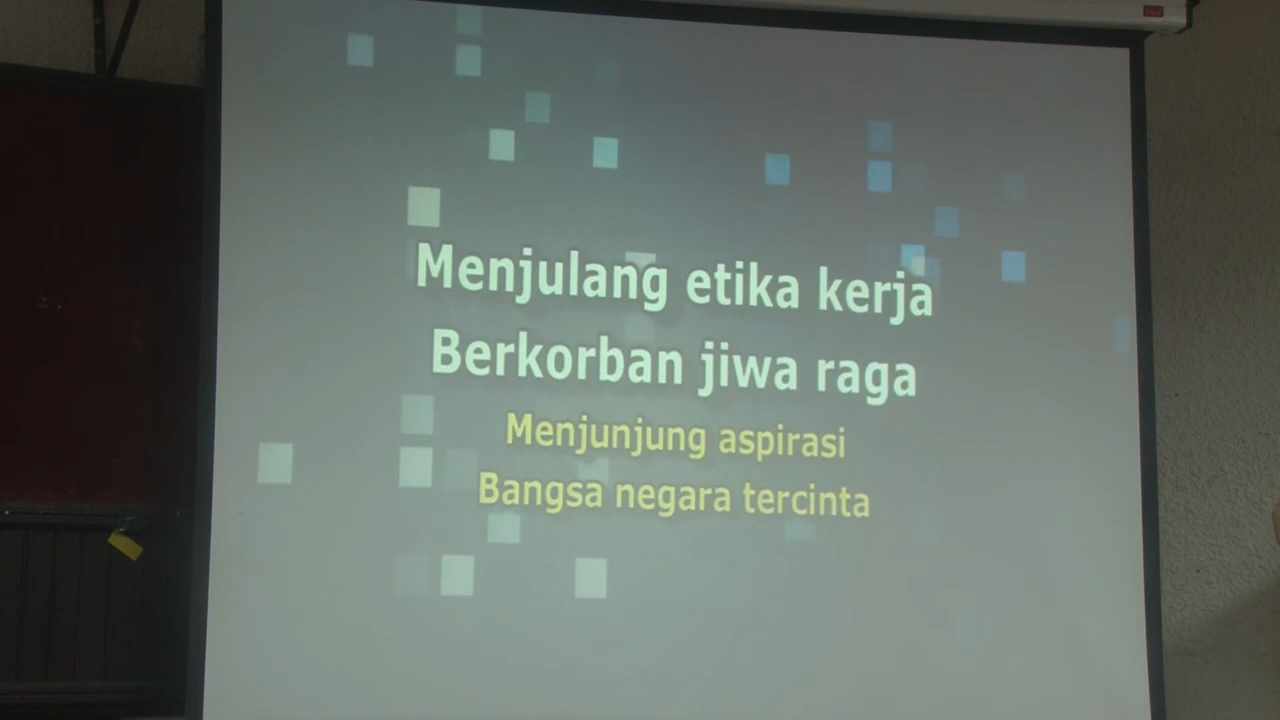 Menjulang etika kerja
Berkorban jiwa raga
Menjunjung aspirasi
Bangsa negara tercinta